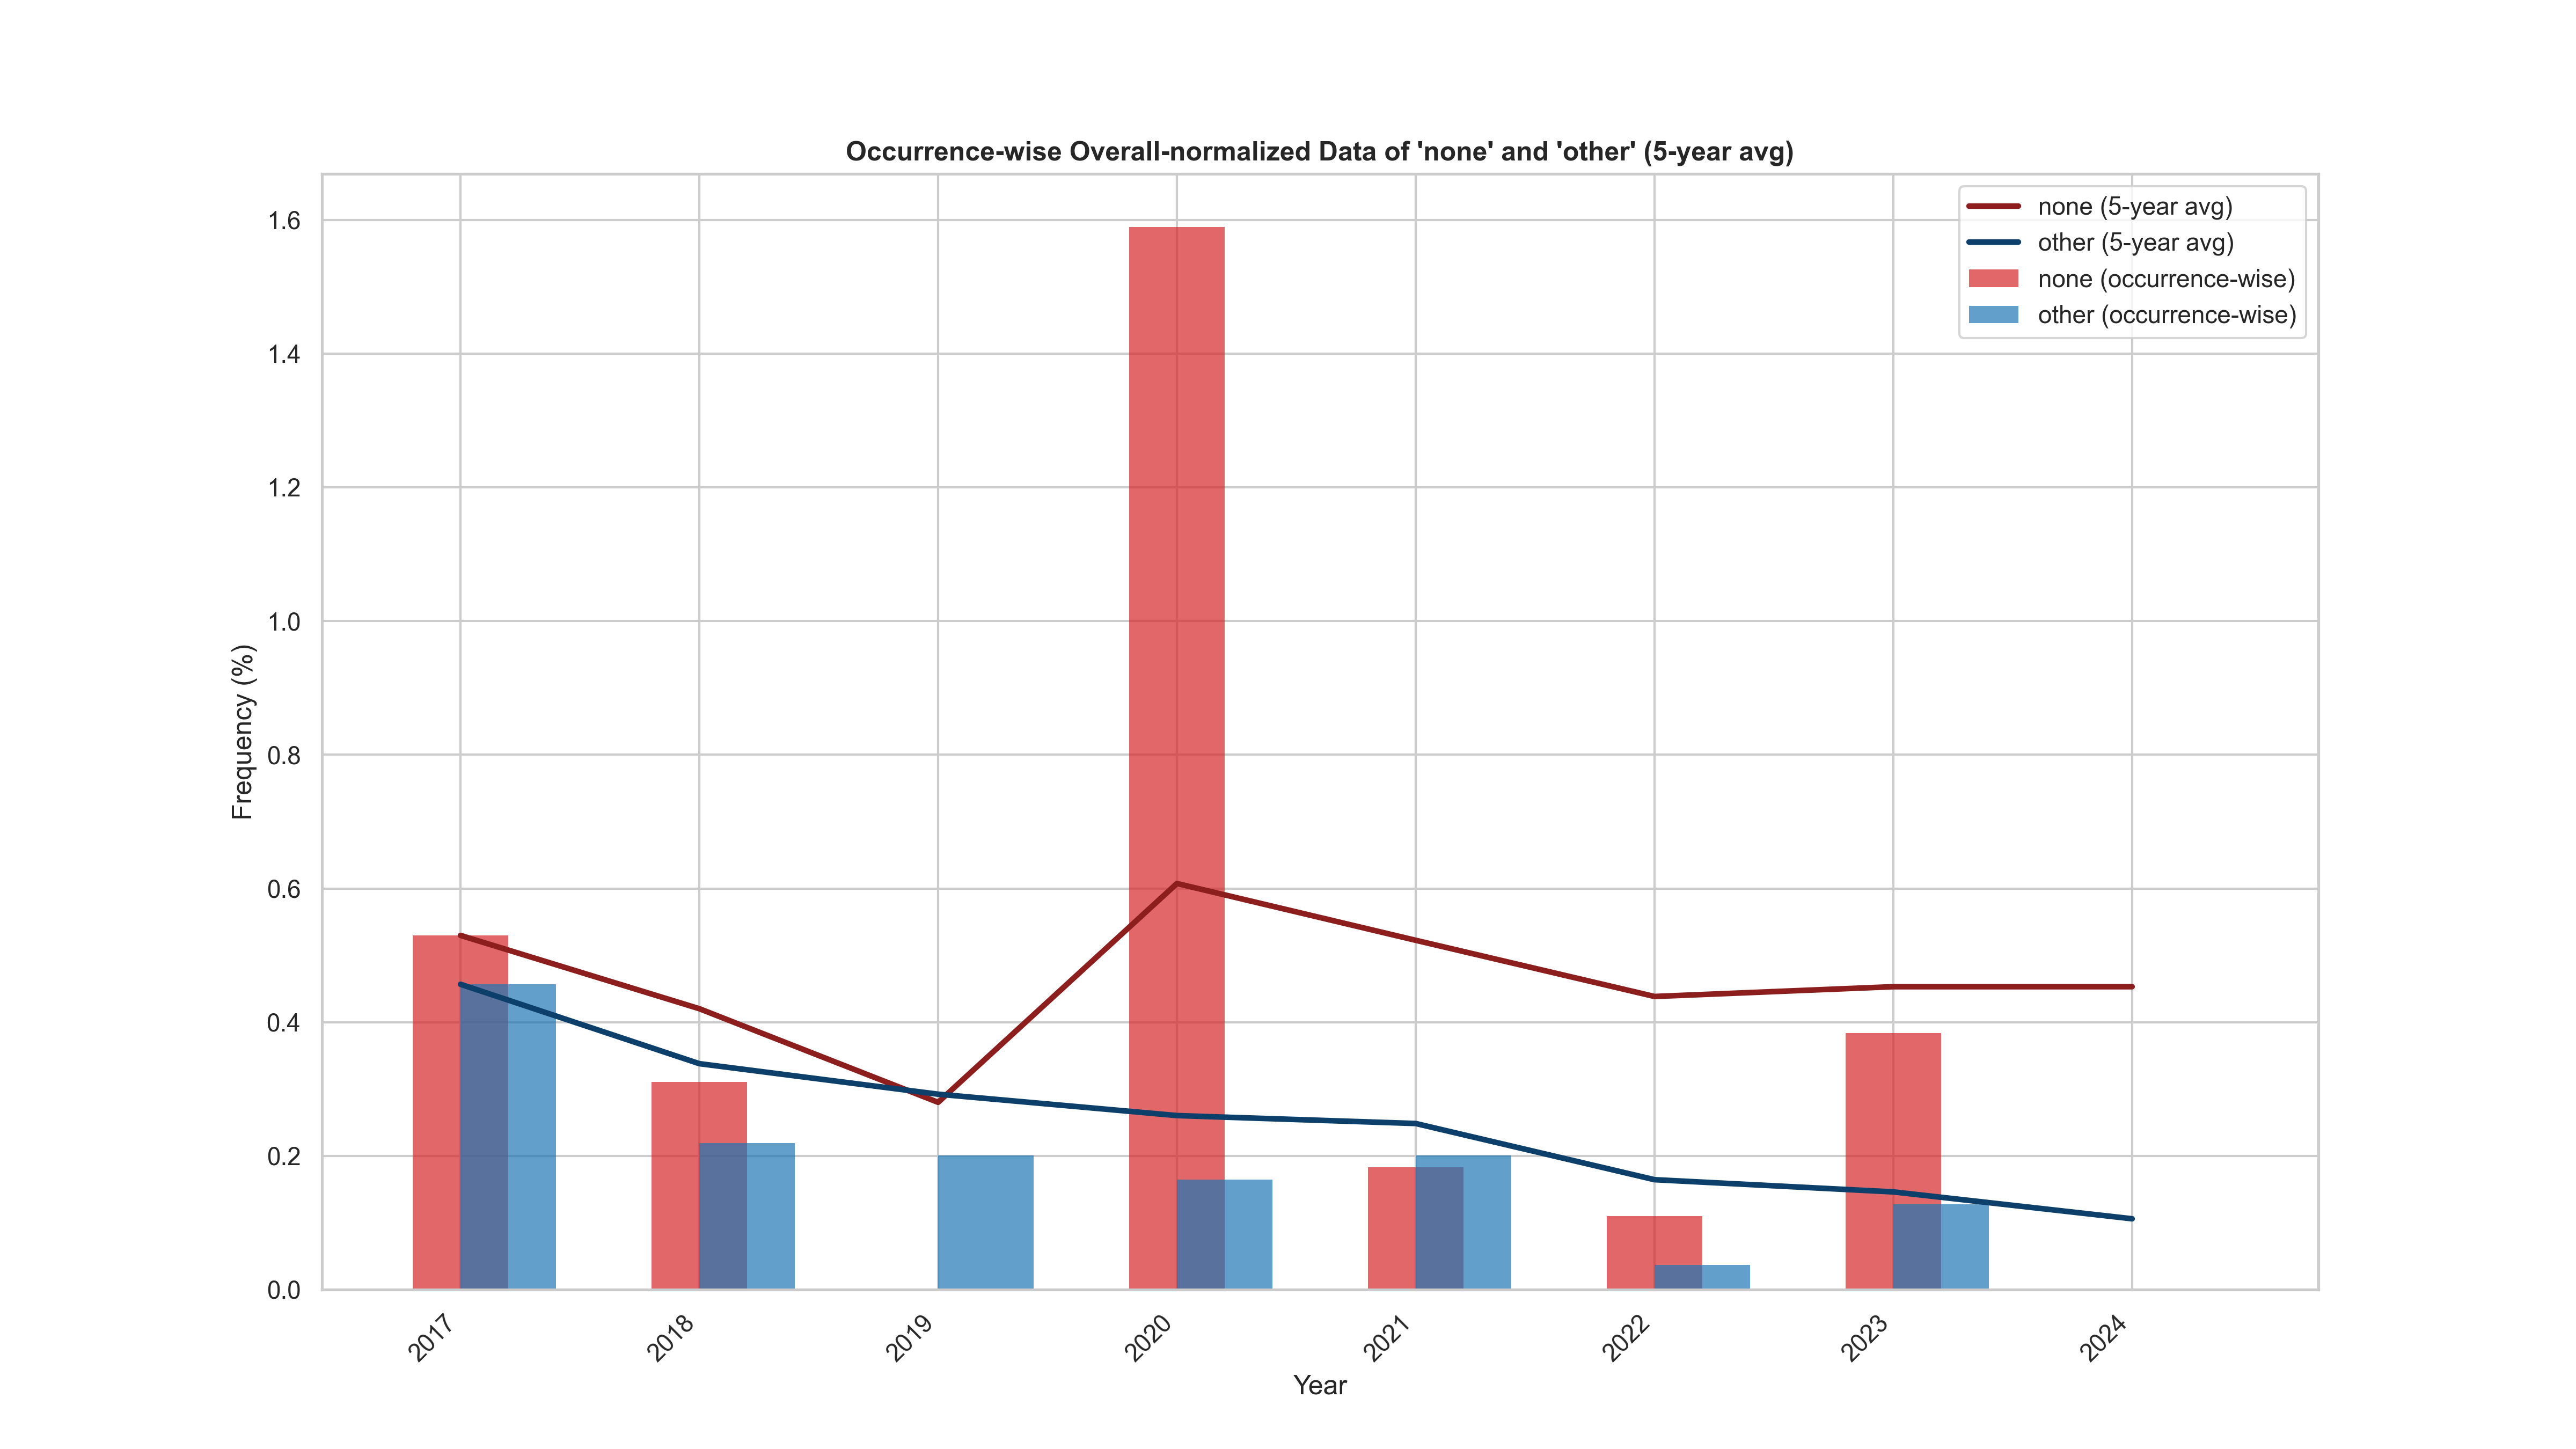 Occurrence-wise Overall-normalized Data of 'none' and 'other' (5-year avg)
none (5-year avg)
other (5-year avg)
none (occurrence-wise)
other (occurrence-wise)
Frequency (%)
1.6
1.4
1.2
1.0
0.8
0.6
0.4
0.2
0.0
2017
2018
2019
2020
2021
2022
2023
2024
Year